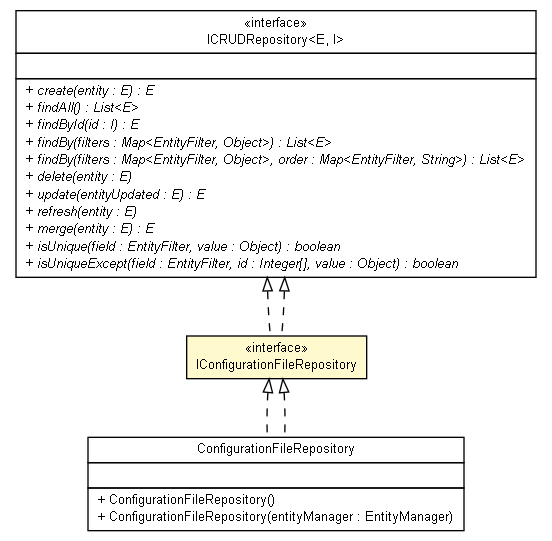 «interface»
ICRUDRepository<E, I>
+ create(entity : E) : E
+ findAll() : List<E>
+ findById(id : I) : E
+ findBy(filters : Map<EntityFilter, Object>) : List<E>
+ findBy(filters : Map<EntityFilter, Object>, order : Map<EntityFilter, String>) : List<E>
+ delete(entity : E)
+ update(entityUpdated : E) : E
+ refresh(entity : E)
+ merge(entity : E) : E
+ isUnique(field : EntityFilter, value : Object) : boolean
+ isUniqueExcept(field : EntityFilter, id : Integer[], value : Object) : boolean
«interface»
IConfigurationFileRepository
ConfigurationFileRepository
+ ConfigurationFileRepository()
+ ConfigurationFileRepository(entityManager : EntityManager)